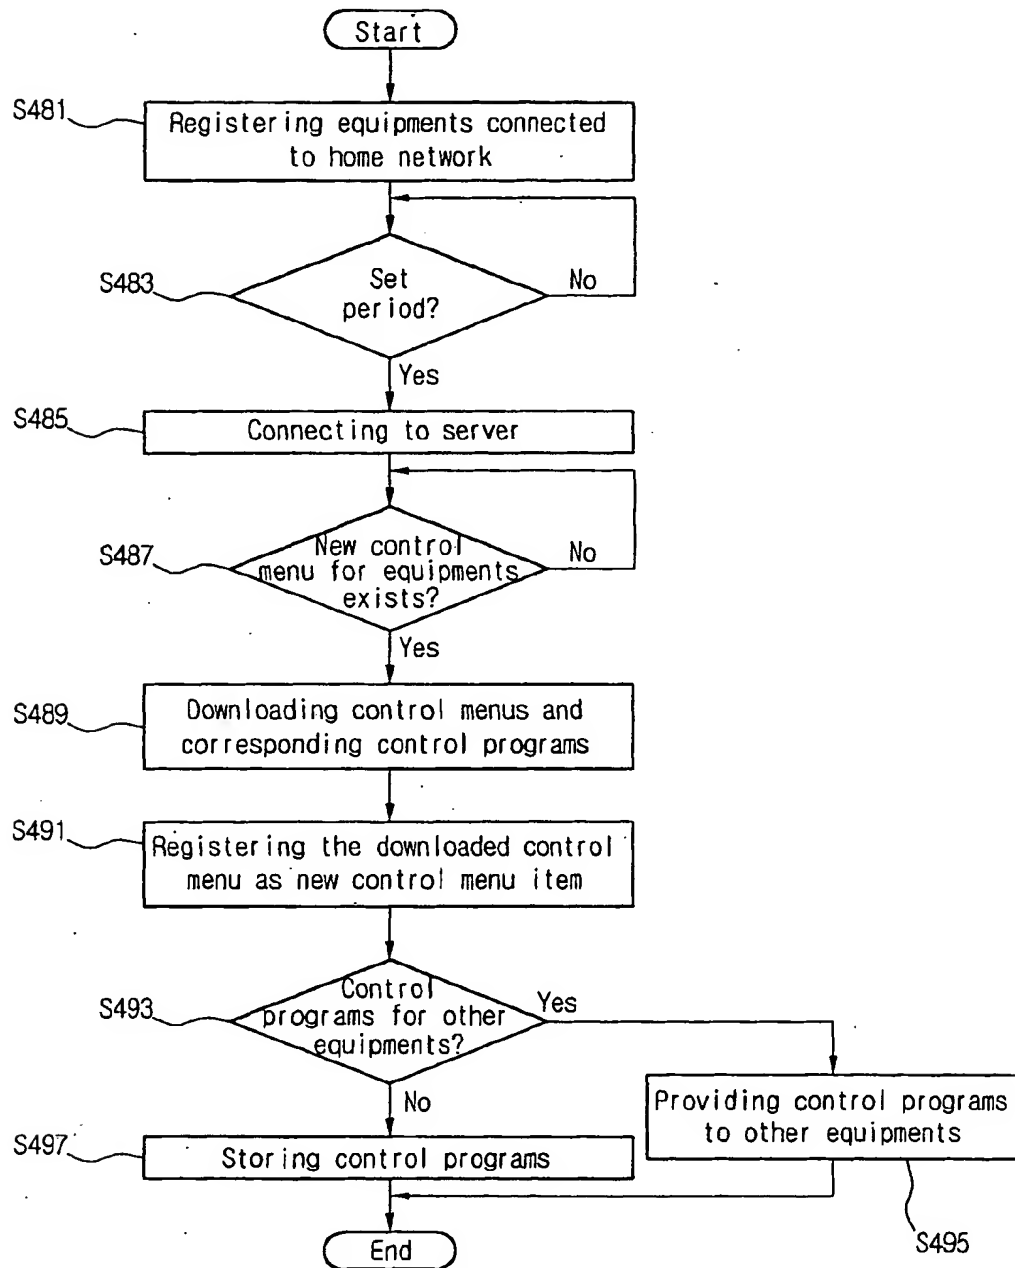 Start
S481
Registering equipments connected
to home network
S483
Set
period?
No
Yes
S485
Connecting to server
S487
New control
menu for equipments
exists?
No
Yes
S489
Downloading control menus and
corresponding control programs
S491
Registering the downloaded control
menu as new control menu item
S493
Control
programs for other
equipments?
Yes
No
Providing control programs
to other equipments
S497
Storing control programs
S495
End